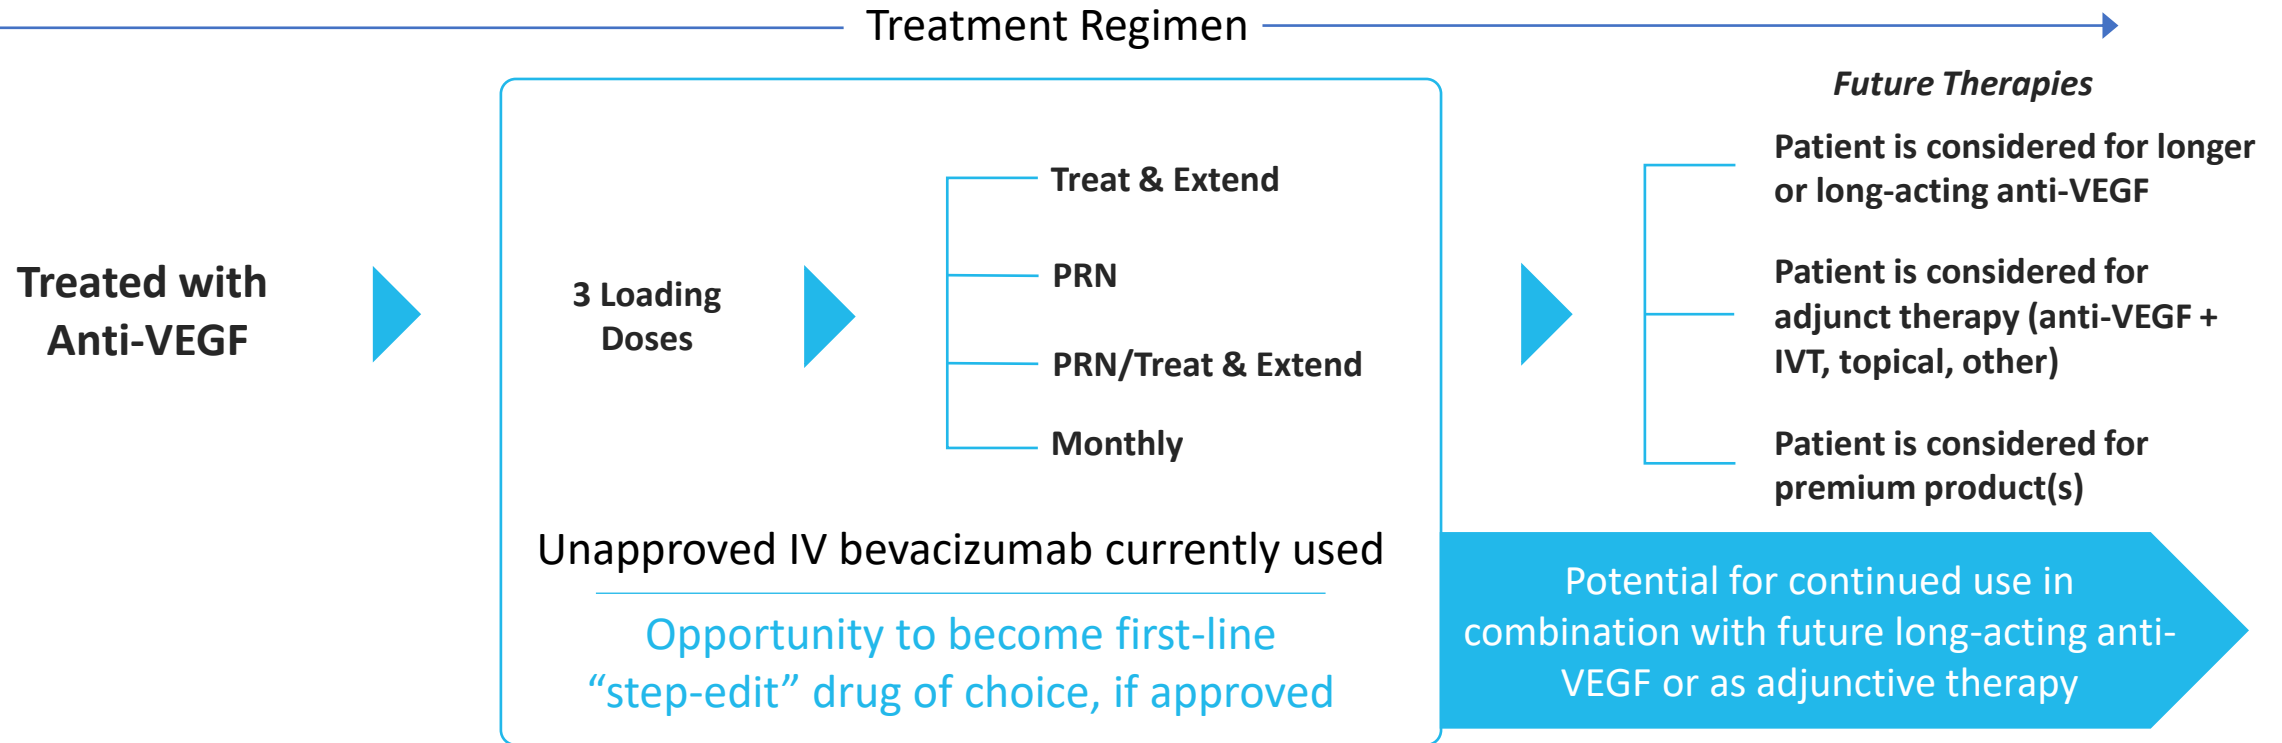 Treatment Regimen
Treated with
Anti-VEGF
3 Loading
Doses
Treat & Extend
PRN
PRN/Treat & Extend
Monthly
Unapproved IV bevacizumab currently used
Opportunity to become first-line
“step-edit” drug of choice, if approved
Future Therapies
Patient is considered for longer
or long-acting anti-VEGF
Patient is considered for
adjunct therapy (anti-VEGF +
IVT, topical, other)
Patient is considered for
premium product(s)
Potential for continued use in
combination with future long-acting anti-
VEGF or as adjunctive therapy